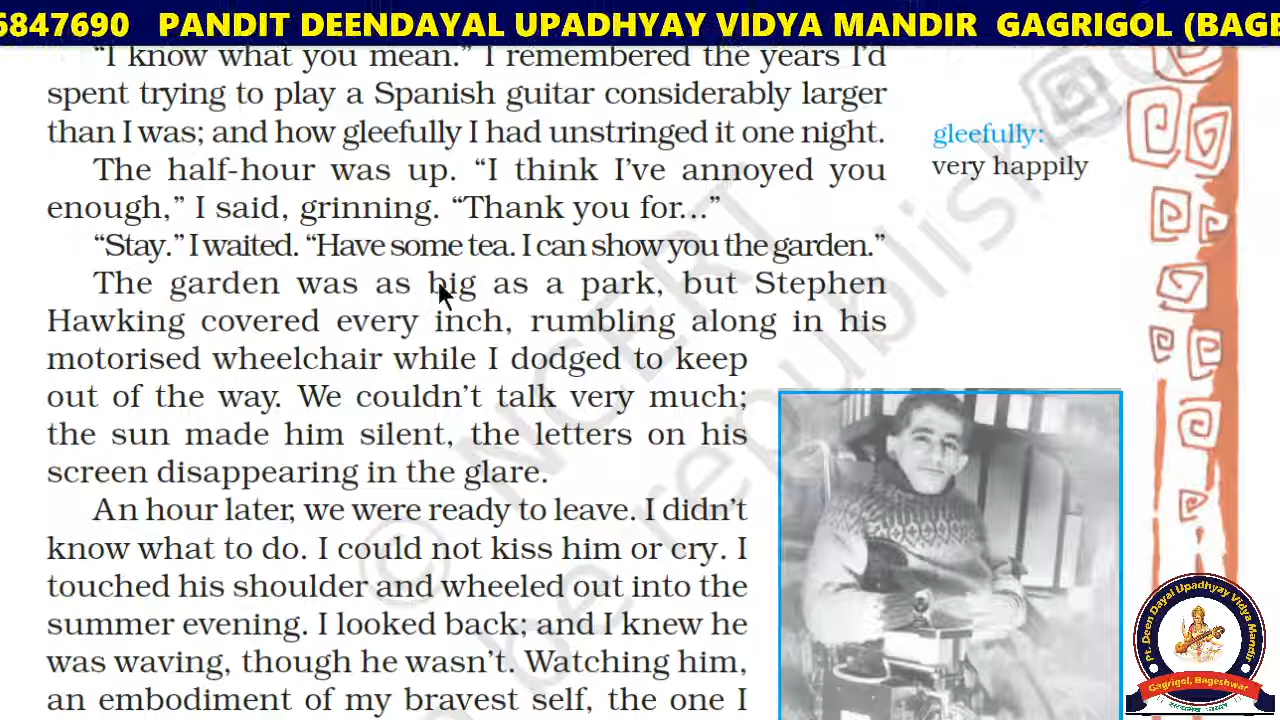 6847690 PANDIT DEENDAYAL UPADHYAY VIDYA MANDIR GAGRIGOL (BAGE
“I know what you mean.” I remembered the years I’d
spent trying to play a Spanish guitar considerably larger
than I was; and how gleefully I had unstringed it one night.
gleefully:
very happily
The half-hour was up. “I think I’ve annoyed you
enough,” I said, grinning. “Thank you for...”
“Stay.” I waited. “Have some tea. I can show you the garden.”
The garden was as big as a park, but Stephen
Hawking covered every inch, rumbling along in his
motorised wheelchair while I dodged to keep
out of the way. We couldn’t talk very much;
the sun made him silent, the letters on his
screen disappearing in the glare.
An hour later, we were ready to leave. I didn’t
know what to do. I could not kiss him or cry. I
touched his shoulder and wheeled out into the
summer evening. I looked back; and I knew he
was waving, though he wasn’t. Watching him,
an embodiment of my bravest self, the one I
© NCERT
be republished
Pt. Deen Dayal Upadhyay Vidya Mandir
Gagrigol, Bageshwar